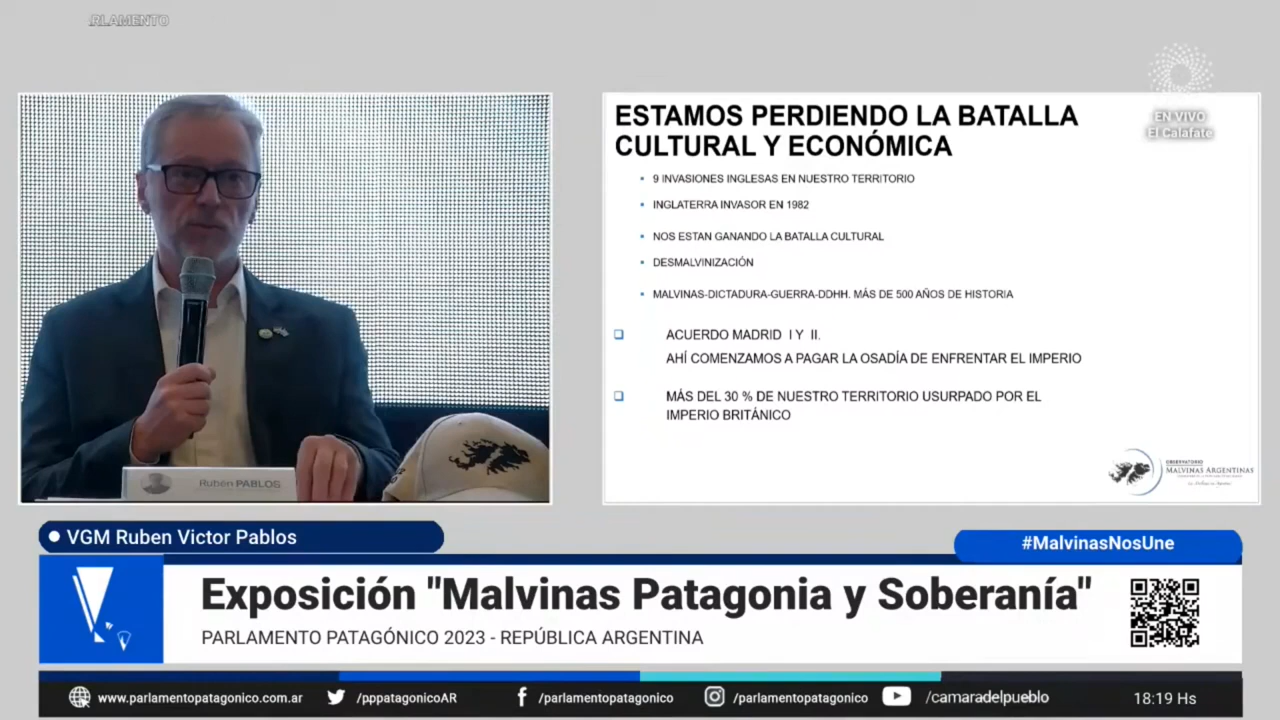 RLAMENTO
EN VIVO
El Calafate
ESTAMOS PERDIENDO LA BATALLA
CULTURAL Y ECONÓMICA
• 9 INVASIONES INGLESAS EN NUESTRO TERRITORIO
• INGLATERRA INVASOR EN 1982
• NOS ESTAN GANANDO LA BATALLA CULTURAL
• DESMALVINIZACIÓN
• MALVINAS-DICTADURA-GUERRA-DDHH. MÁS DE 500 AÑOS DE HISTORIA
ACUERDO MADRID I Y II.
AHÍ COMENZAMOS A PAGAR LA OSADÍA DE ENFRENTAR EL IMPERIO
MÁS DEL 30 % DE NUESTRO TERRITORIO USURPADO POR EL
IMPERIO BRITÁNICO
OBSERVATORIO
MALVINAS ARGENTINAS
Rubén PABLOS
VGM Ruben Victor Pablos
#MalvinasNosUne
Exposición "Malvinas Patagonia y Soberanía"
PARLAMENTO PATAGÓNICO 2023 - REPÚBLICA ARGENTINA
www.parlamentopatagonico.com.ar
/pppatagonicoAR
/parlamentopatagonico
/parlamentopatagonico
/camaradelpueblo
18:19 Hs